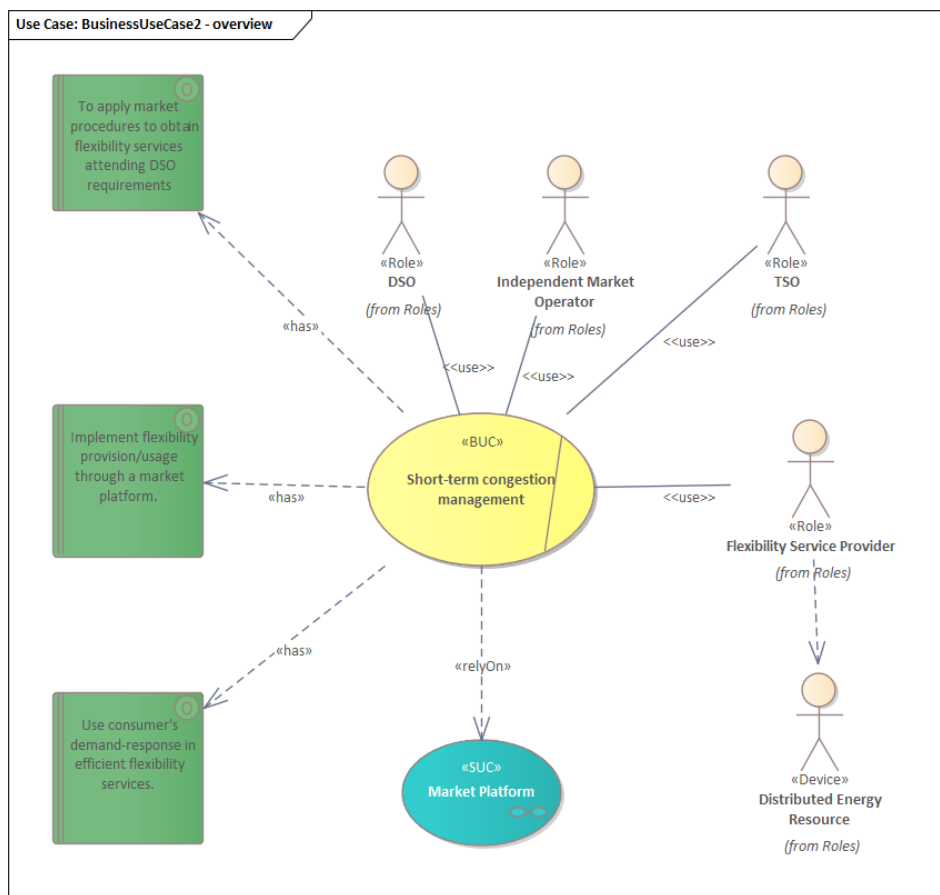 Use Case: BusinessUseCase2 - overview
O
To apply market
procedures to obtain
flexibility services
attending DSO
requirements
«Role»
DSO
(from Roles)
«Role»
Independent Market
Operator
(from Roles)
«Role»
TSO
(from Roles)
«has»
<<use>>
<<use>>
<<use>>
O
Implement flexibility
provision/usage
through a market
platform.
«has»
«BUC»
Short-term congestion
management
<<use>>
«Role»
Flexibility Service Provider
(from Roles)
«has»
«relyOn»
O
Use consumer's
demand-response in
efficient flexibility
services.
«SUC»
Market Platform
«Device»
Distributed Energy
Resource
(from Roles)